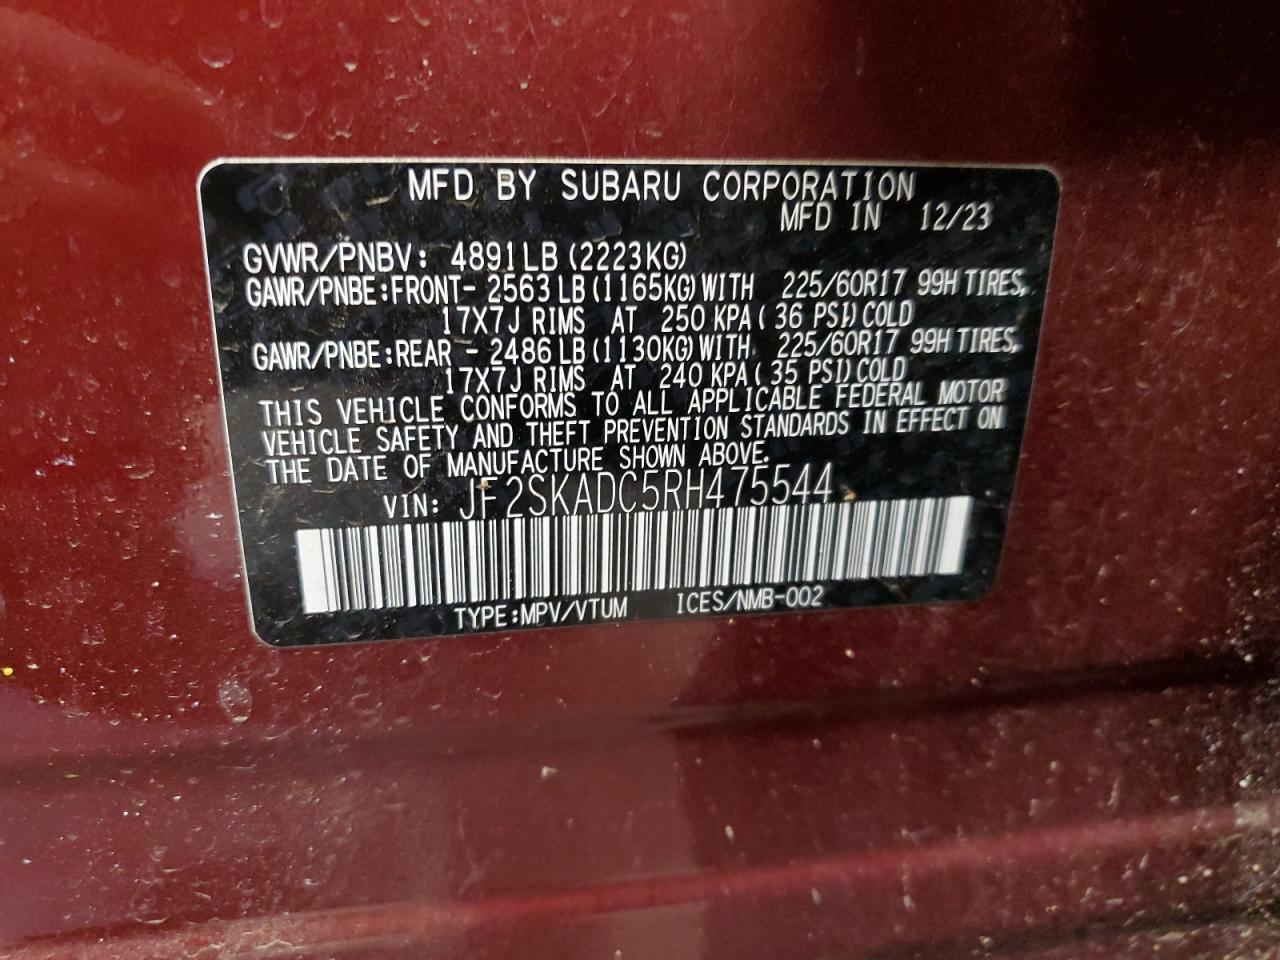 MFD BY SUBARU CORPORATION
MFD IN 12/23
GVWR/PNBV: 4891LB (2223KG)
GAWR/PNBE:FRONT- 2563 LB (1165KG) WITH 225/60R17 99H TIRES,
17X7J RIMS AT 250 KPA ( 36 PSI) COLD
GAWR/PNBE:REAR - 2486 LB (1130KG) WITH 225/60R17 99H TIRES,
17X7J RIMS AT 240 KPA ( 35 PSI) COLD
THIS VEHICLE CONFORMS TO ALL APPLICABLE FEDERAL MOTOR
VEHICLE SAFETY AND THEFT PREVENTION STANDARDS IN EFFECT ON
THE DATE OF MANUFACTURE SHOWN ABOVE.
VIN: JF2SKADC5RH475544
TYPE:MPV/VTUM ICES/NMB-002